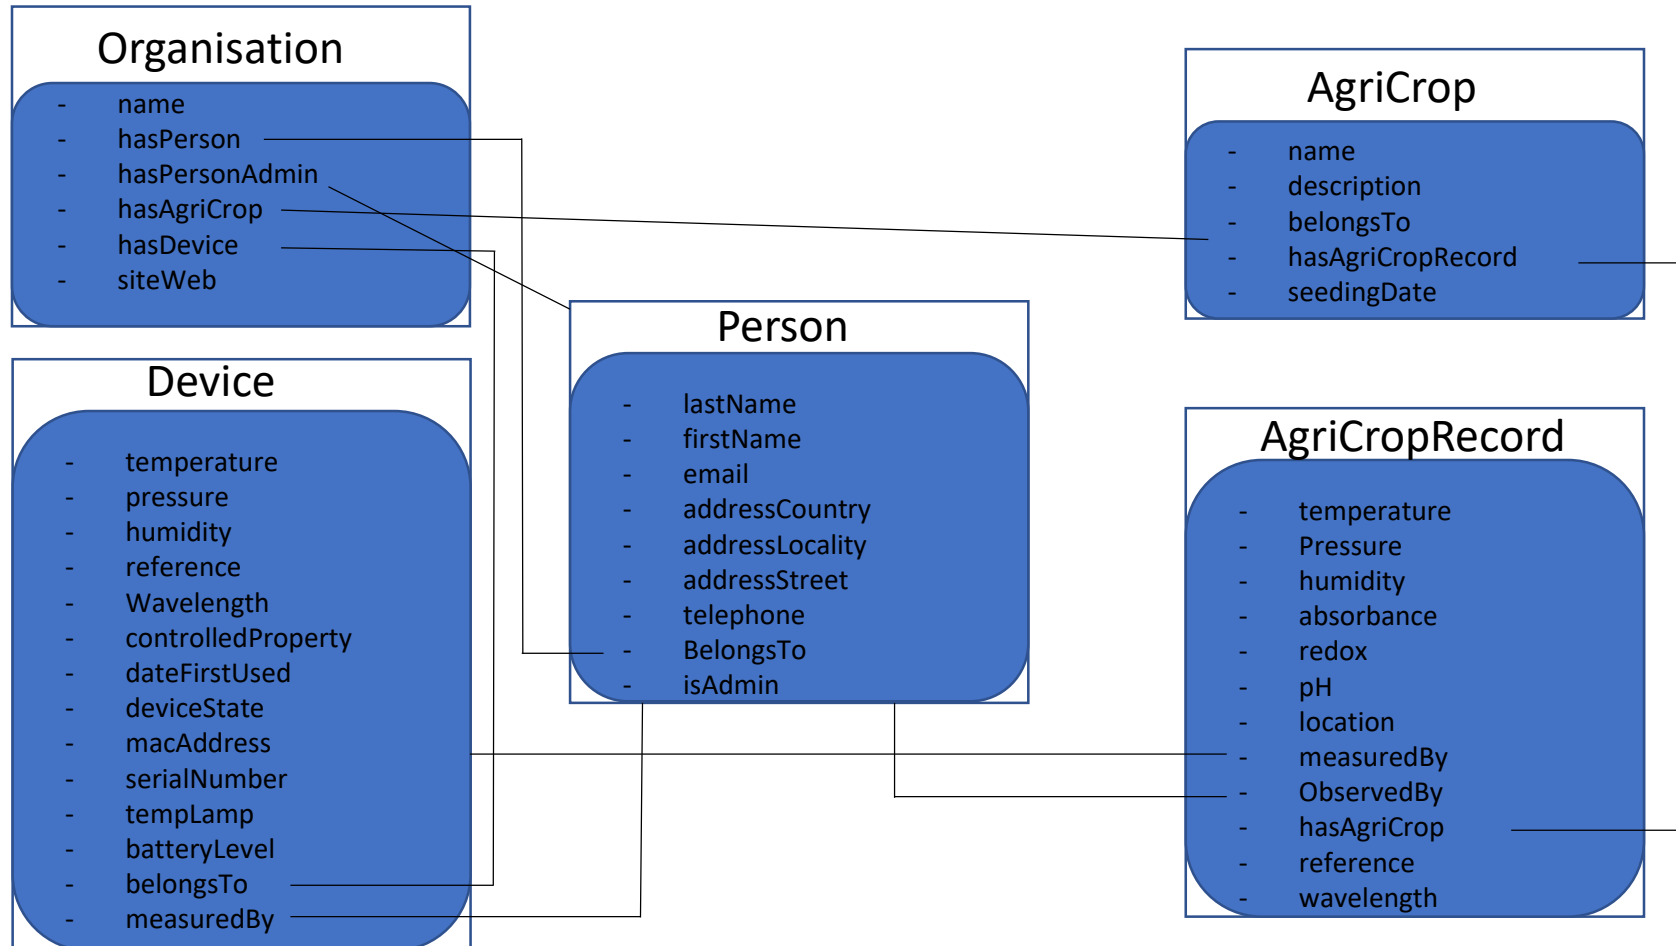 Organisation
- name
- hasPerson
- hasPersonAdmin
- hasAgriCrop
- hasDevice
- siteWeb
AgriCrop
- name
- description
- belongsTo
- hasAgriCropRecord
- seedingDate
Person
- lastName
- firstName
- email
- addressCountry
- addressLocality
- addressStreet
- telephone
- BelongsTo
- isAdmin
Device
- temperature
- pressure
- humidity
- reference
- Wavelength
- controlledProperty
- dateFirstUsed
- deviceState
- macAddress
- serialNumber
- tempLamp
- batteryLevel
- belongsTo
- measuredBy
AgriCropRecord
- temperature
- Pressure
- humidity
- absorbance
- redox
- pH
- location
- measuredBy
- ObservedBy
- hasAgriCrop
- reference
- wavelength